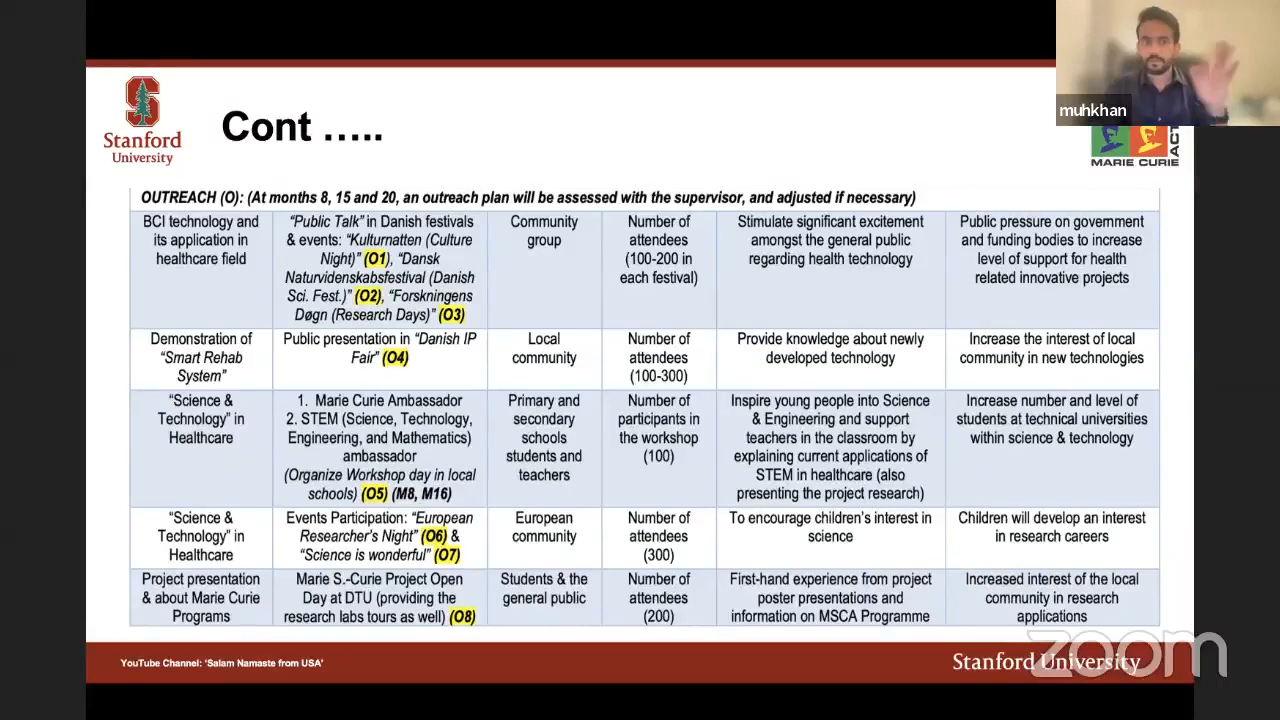 muhkhan
Stanford
University
Cont …..
MARIE CURIE
ACT
OUTREACH (O): (At months 8, 15 and 20, an outreach plan will be assessed with the supervisor, and adjusted if necessary)
BCI technology and
its application in
healthcare field
“Public Talk” in Danish festivals
& events: “Kulturnatten (Culture
Night)” (O1), “Dansk
Naturvidenskabsfestival (Danish
Sci. Fest.)” (O2), “Forskningens
Døgn (Research Days)” (O3)
Community
group
Number of
attendees
(100-200 in
each festival)
Stimulate significant excitement
amongst the general public
regarding health technology
Public pressure on government
and funding bodies to increase
level of support for health
related innovative projects
Demonstration of
“Smart Rehab
System”
Public presentation in “Danish IP
Fair” (O4)
Local
community
Number of
attendees
(100-300)
Provide knowledge about newly
developed technology
Increase the interest of local
community in new technologies
“Science &
Technology” in
Healthcare
1. Marie Curie Ambassador
2. STEM (Science, Technology,
Engineering, and Mathematics)
ambassador
(Organize Workshop day in local
schools) (O5) (M8, M16)
Primary and
secondary
schools
students and
teachers
Number of
participants in
the workshop
(100)
Inspire young people into Science
& Engineering and support
teachers in the classroom by
explaining current applications of
STEM in healthcare (also
presenting the project research)
Increase number and level of
students at technical universities
within science & technology
“Science &
Technology” in
Healthcare
Events Participation: “European
Researcher’s Night” (O6) &
“Science is wonderful” (O7)
European
community
Number of
attendees
(300)
To encourage children’s interest in
science
Children will develop an interest
in research careers
Project presentation
& about Marie Curie
Programs
Marie S.-Curie Project Open
Day at DTU (providing the
research labs tours as well) (O8)
Students & the
general public
Number of
attendees
(200)
First-hand experience from project
poster presentations and
information on MSCA Programme
Increased interest of the local
community in research
applications
YouTube Channel: ‘Salam Namaste from USA’
Stanford University
zoom